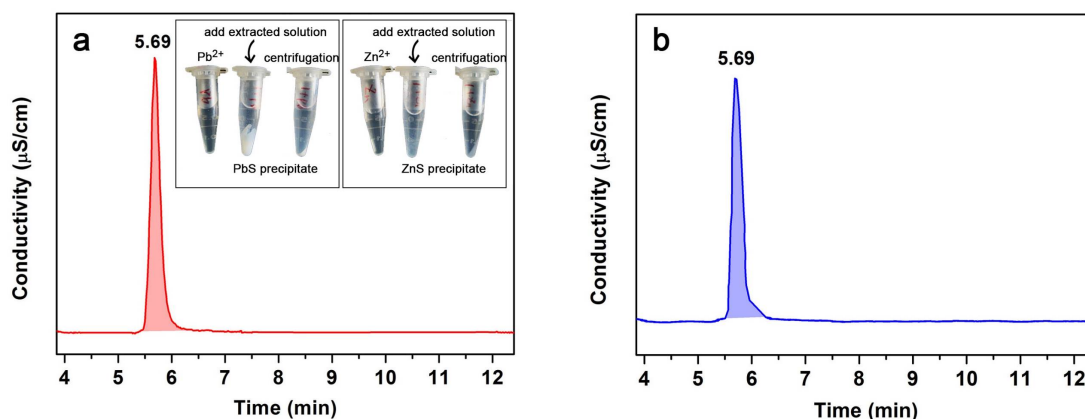 a
5.69
add extracted solution
Pb²⁺
centrifugation
PbS precipitate
add extracted solution
Zn²⁺
centrifugation
ZnS precipitate
Conductivity (μS/cm)
4 5 6 7 8 9 10 11 12
Time (min)
b
5.69
Conductivity (μS/cm)
4 5 6 7 8 9 10 11 12
Time (min)